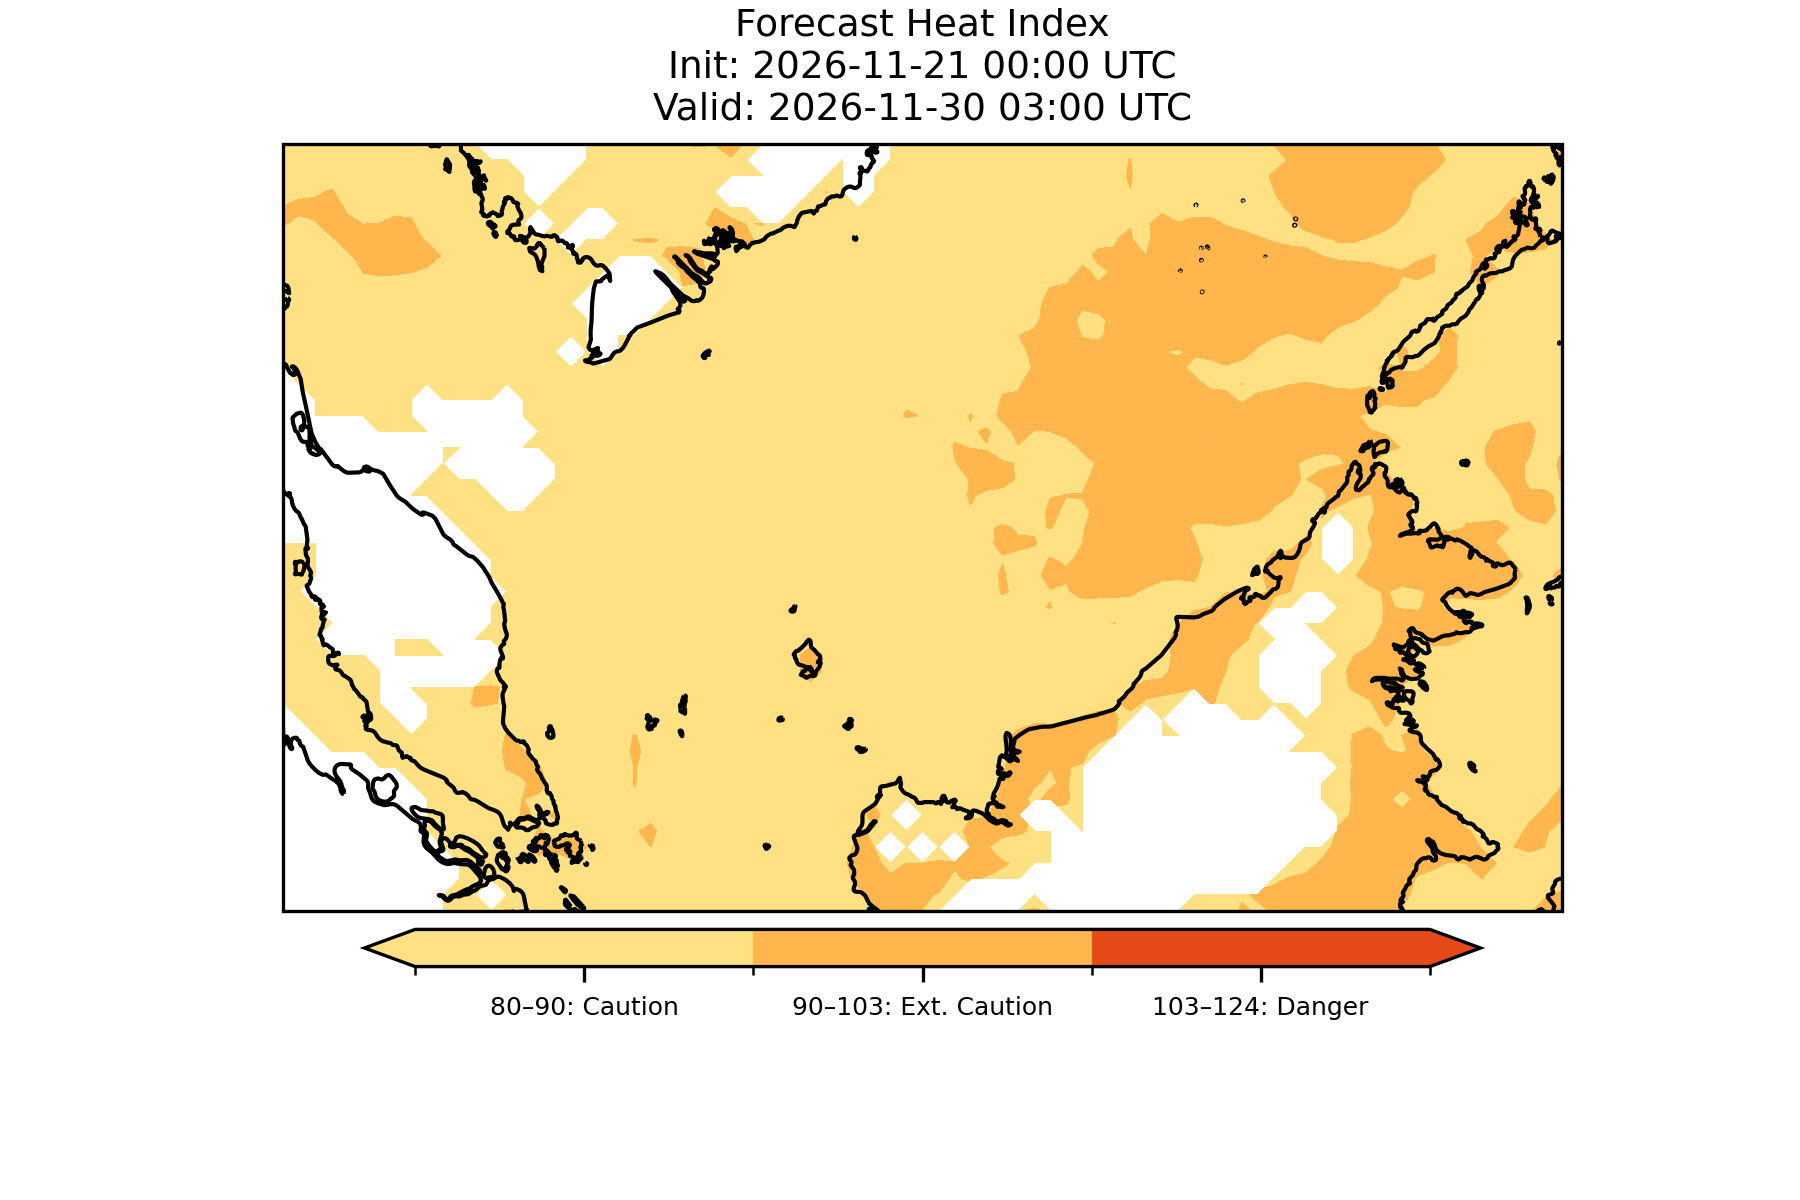 Forecast Heat Index
Init: 2026-11-21 00:00 UTC
Valid: 2026-11-30 03:00 UTC
80–90: Caution
90–103: Ext. Caution
103–124: Danger